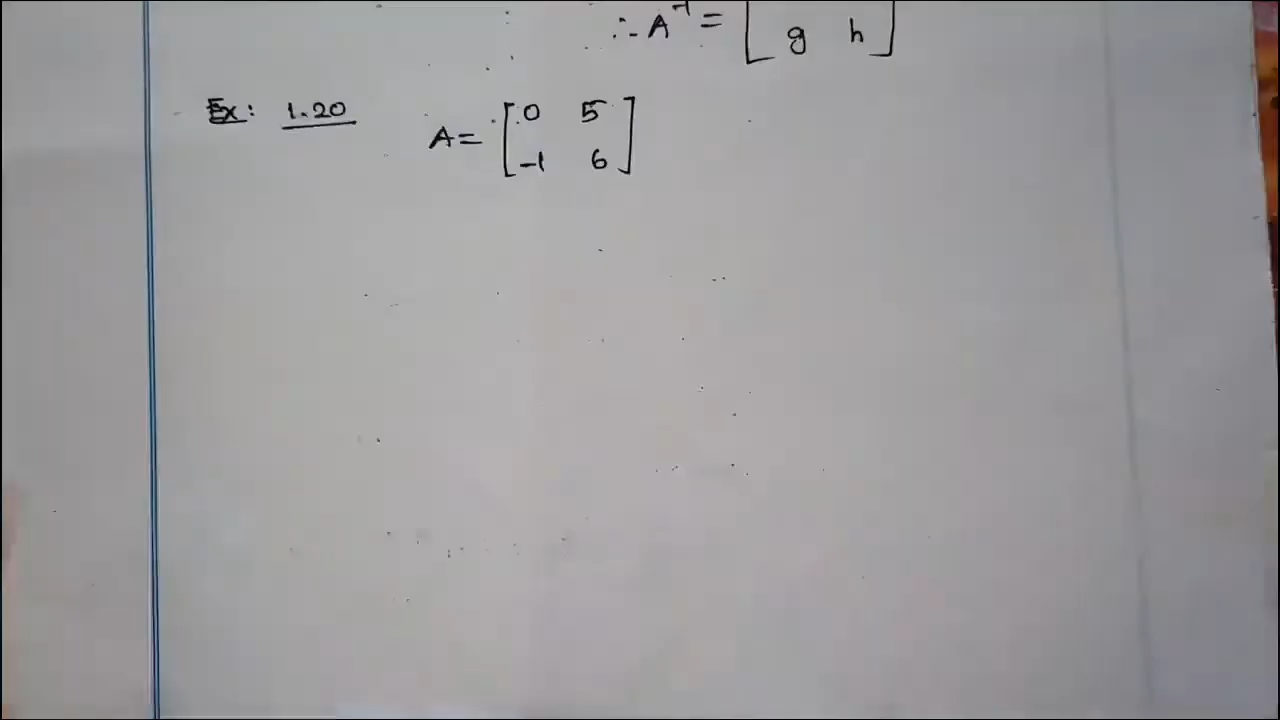 ∴ A⁻¹ = [ g h ]
Ex: 1.20 A = [ 0 5
-1 6 ]